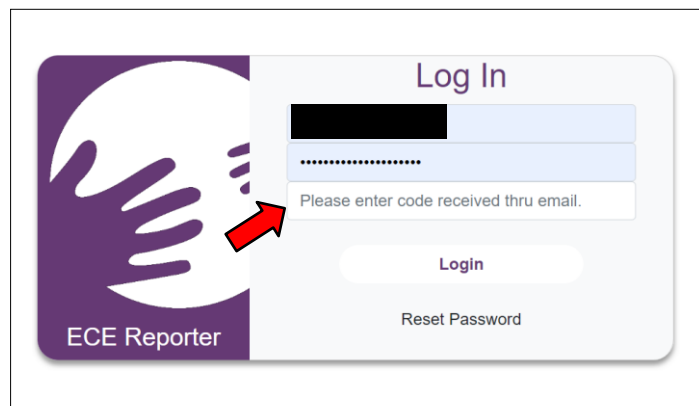 Log In
Please enter code received thru email.
Login
Reset Password
ECE Reporter